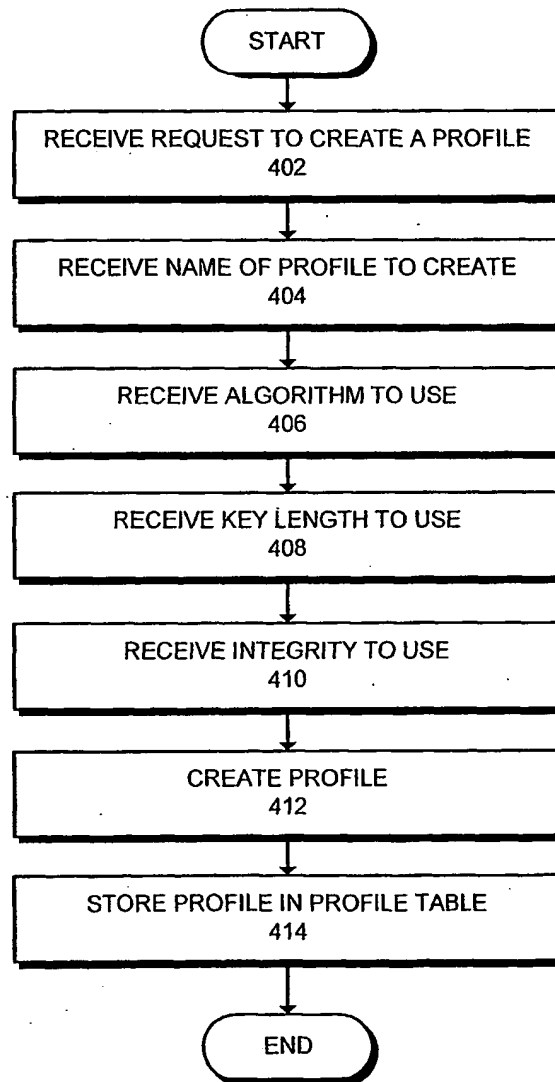 START
RECEIVE REQUEST TO CREATE A PROFILE
402
RECEIVE NAME OF PROFILE TO CREATE
404
RECEIVE ALGORITHM TO USE
406
RECEIVE KEY LENGTH TO USE
408
RECEIVE INTEGRITY TO USE
410
CREATE PROFILE
412
STORE PROFILE IN PROFILE TABLE
414
END